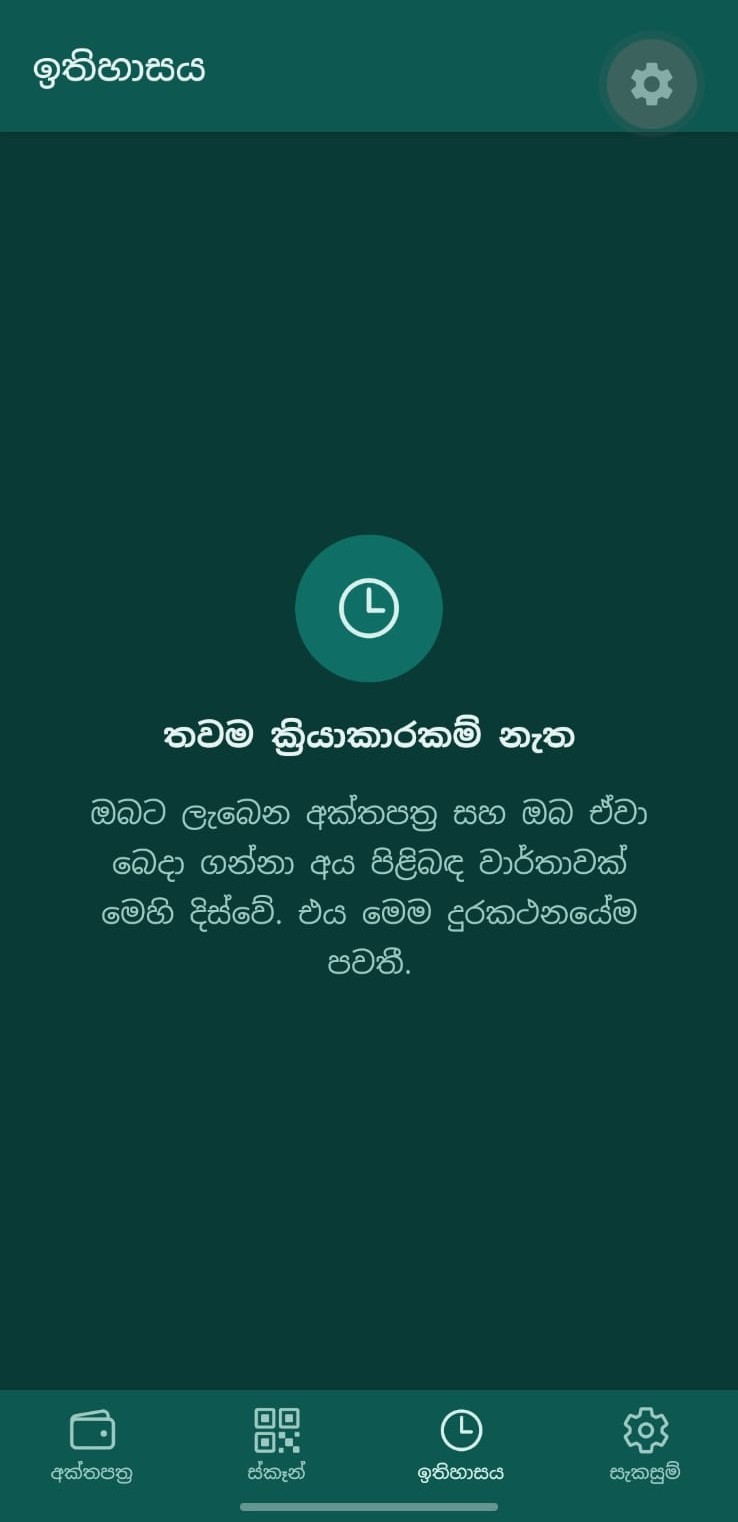 ඉතිහාසය
තවම ක්‍රියාකාරකම් නැත
ඔබට ලැබෙන අක්තපත්‍ර සහ ඔබ ඒවා
බෙදා ගන්නා අය පිළිබඳ වාර්තාවක්
මෙහි දිස්වේ. එය මෙම දුරකථනයේම
පවතී.
අක්තපත්‍ර
ස්කෑන්
ඉතිහාසය
සැකසුම්